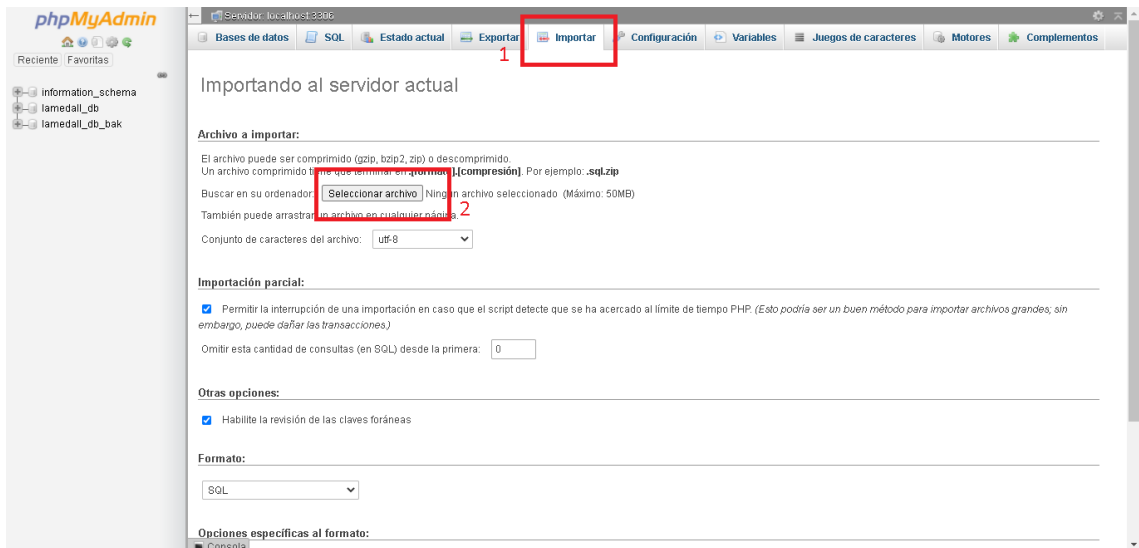 phpMyAdmin
Reciente Favoritas
information_schema
lamedall_db
lamedall_db_bak
Servidor: localhost:3306
Bases de datos SQL Estado actual Exportar Importar Configuración Variables Juegos de caracteres Motores Complementos
1
Importando al servidor actual
Archivo a importar:
El archivo puede ser comprimido (gzip, bzip2, zip) o descomprimido.
Un archivo comprimido tiene que terminar en .[formato].[compresión]. Por ejemplo: .sql.zip
Buscar en su ordenador: Seleccionar archivo Ningún archivo seleccionado (Máximo: 50MB)
2
También puede arrastrar un archivo en cualquier página.
Conjunto de caracteres del archivo: utf-8
Importación parcial:
Permitir la interrupción de una importación en caso que el script detecte que se ha acercado al límite de tiempo PHP. (Esto podría ser un buen método para importar archivos grandes; sin
embargo, puede dañar las transacciones.)
Omitir esta cantidad de consultas (en SQL) desde la primera: 0
Otras opciones:
Habilite la revisión de las claves foráneas
Formato:
SQL
Opciones específicas al formato:
Consola